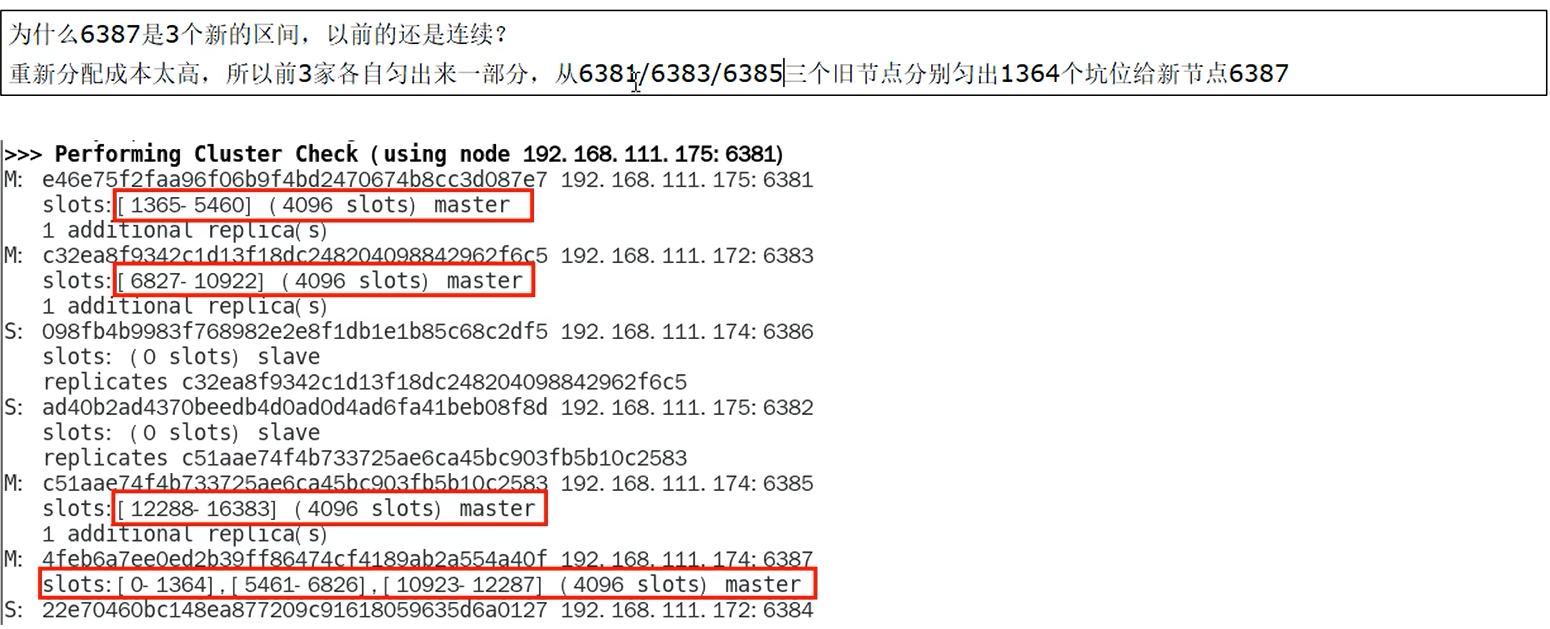 为什么6387是3个新的区间，以前的还是连续？
重新分配成本太高，所以前3家各自匀出来一部分，从6381/6383/6385三个旧节点分别匀出1364个坑位给新节点6387
>>> Performing Cluster Check (using node 192.168.111.175:6381)
M: e46e75f2faa96f06b9f4bd2470674b8cc3d087e7 192.168.111.175:6381
slots:[1365-5460] (4096 slots) master
1 additional replica(s)
M: c32ea8f9342c1d13f18dc248204098842962f6c5 192.168.111.172:6383
slots:[6827-10922] (4096 slots) master
1 additional replica(s)
S: 098fb4b9983f768982e2e8f1db1e1b85c68c2df5 192.168.111.174:6386
slots: (0 slots) slave
replicates c32ea8f9342c1d13f18dc248204098842962f6c5
S: ad40b2ad4370beedb4d0ad0d4ad6fa41beb08f8d 192.168.111.175:6382
slots: (0 slots) slave
replicates c51aae74f4b733725ae6ca45bc903fb5b10c2583
M: c51aae74f4b733725ae6ca45bc903fb5b10c2583 192.168.111.174:6385
slots:[12288-16383] (4096 slots) master
1 additional replica(s)
M: 4feb6a7ee0ed2b39ff86474cf4189ab2a554a40f 192.168.111.174:6387
slots:[0-1364],[5461-6826],[10923-12287] (4096 slots) master
S: 22e70460bc148ea877209c91618059635d6a0127 192.168.111.172:6384